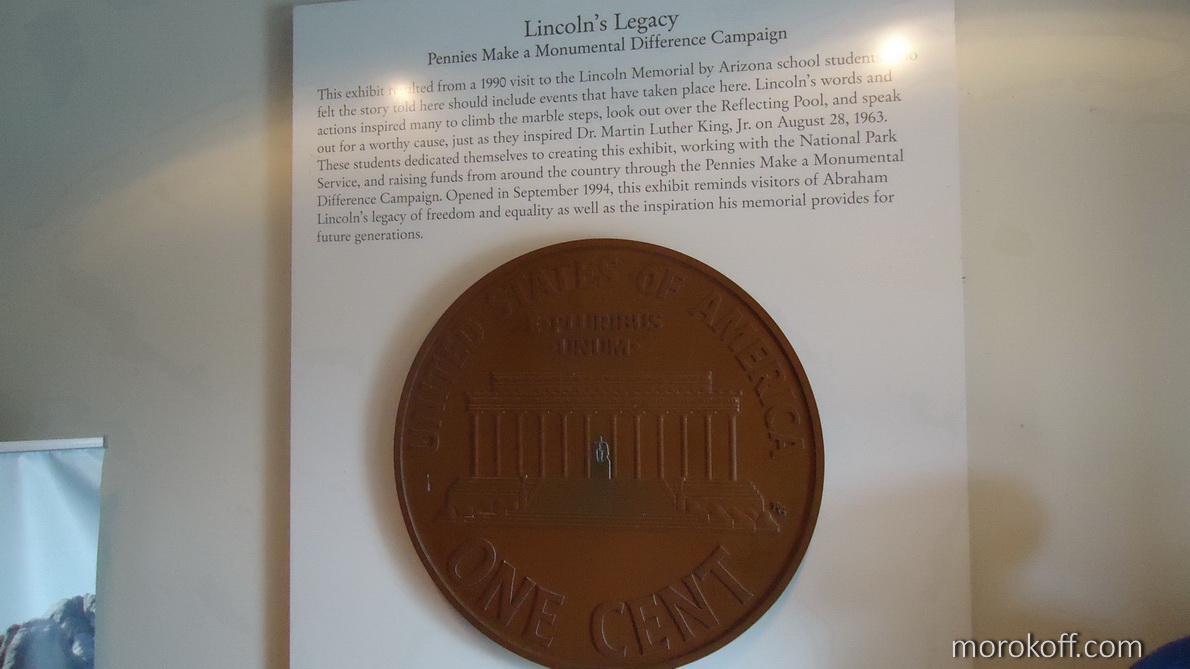 Lincoln's Legacy
Pennies Make a Monumental Difference Campaign
This exhibit resulted from a 1990 visit to the Lincoln Memorial by Arizona school students who
felt the story told here should include events that have taken place here. Lincoln's words and
actions inspired many to climb the marble steps, look out over the Reflecting Pool, and speak
out for a worthy cause, just as they inspired Dr. Martin Luther King, Jr. on August 28, 1963.
These students dedicated themselves to creating this exhibit, working with the National Park
Service, and raising funds from around the country through the Pennies Make a Monumental
Difference Campaign. Opened in September 1994, this exhibit reminds visitors of Abraham
Lincoln's legacy of freedom and equality as well as the inspiration his memorial provides for
future generations.
UNITED STATES OF AMERICA
E PLURIBUS
UNUM
ONE CENT
morokoff.com